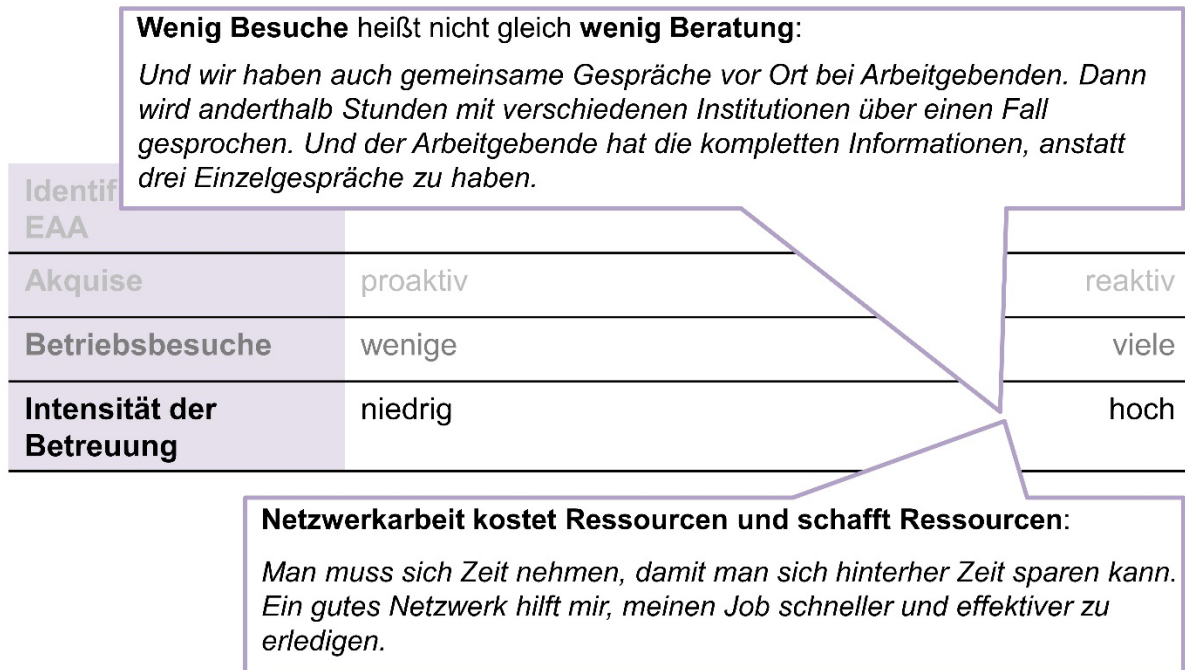 Wenig Besuche heißt nicht gleich wenig Beratung:
Und wir haben auch gemeinsame Gespräche vor Ort bei Arbeitgebenden. Dann
wird anderthalb Stunden mit verschiedenen Institutionen über einen Fall
gesprochen. Und der Arbeitgebende hat die kompletten Informationen, anstatt
drei Einzelgespräche zu haben.
EAA
Akquise proaktiv reaktiv
Betriebsbesuche wenige viele
Intensität der niedrig hoch
Betreuung
Netzwerkarbeit kostet Ressourcen und schafft Ressourcen:
Man muss sich Zeit nehmen, damit man sich hinterher Zeit sparen kann.
Ein gutes Netzwerk hilft mir, meinen Job schneller und effektiver zu
erledigen.